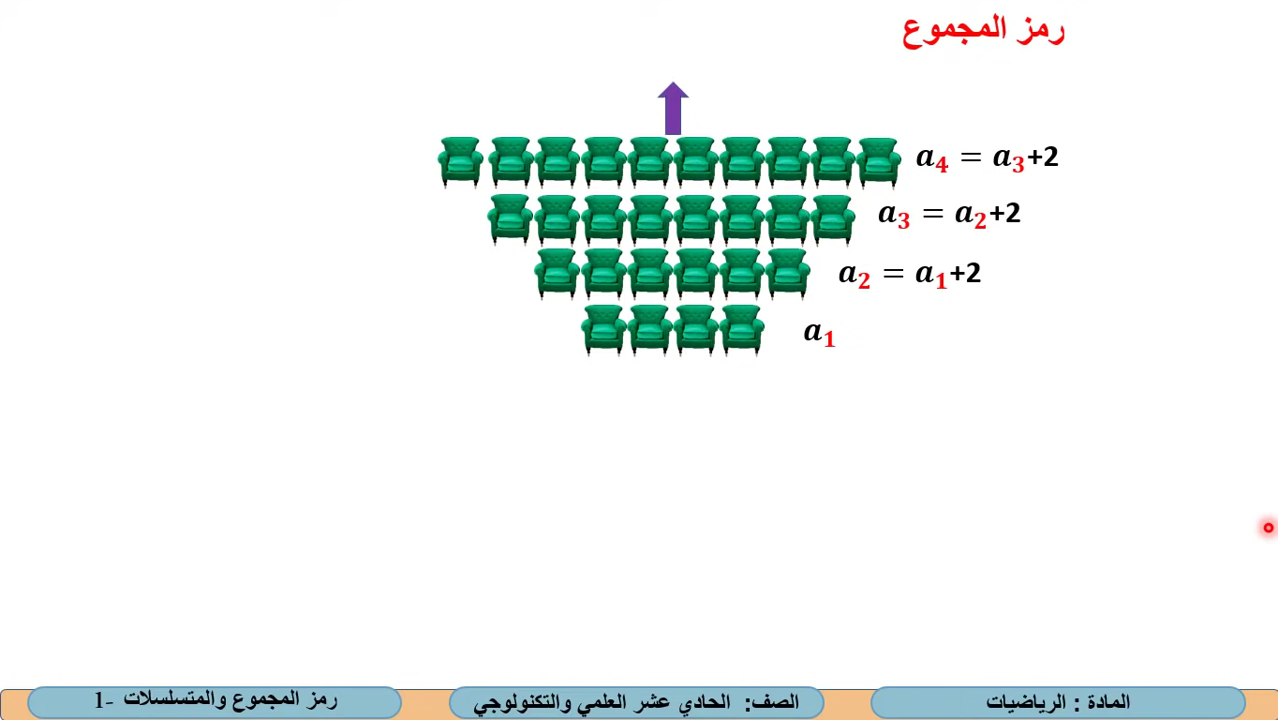 رمز المجموع
a₄ = a₃+2
a₃ = a₂+2
a₂ = a₁+2
a₁
المادة : الرياضيات
الصف: الحادي عشر العلمي والتكنولوجي
رمز المجموع والمتسلسلات -1